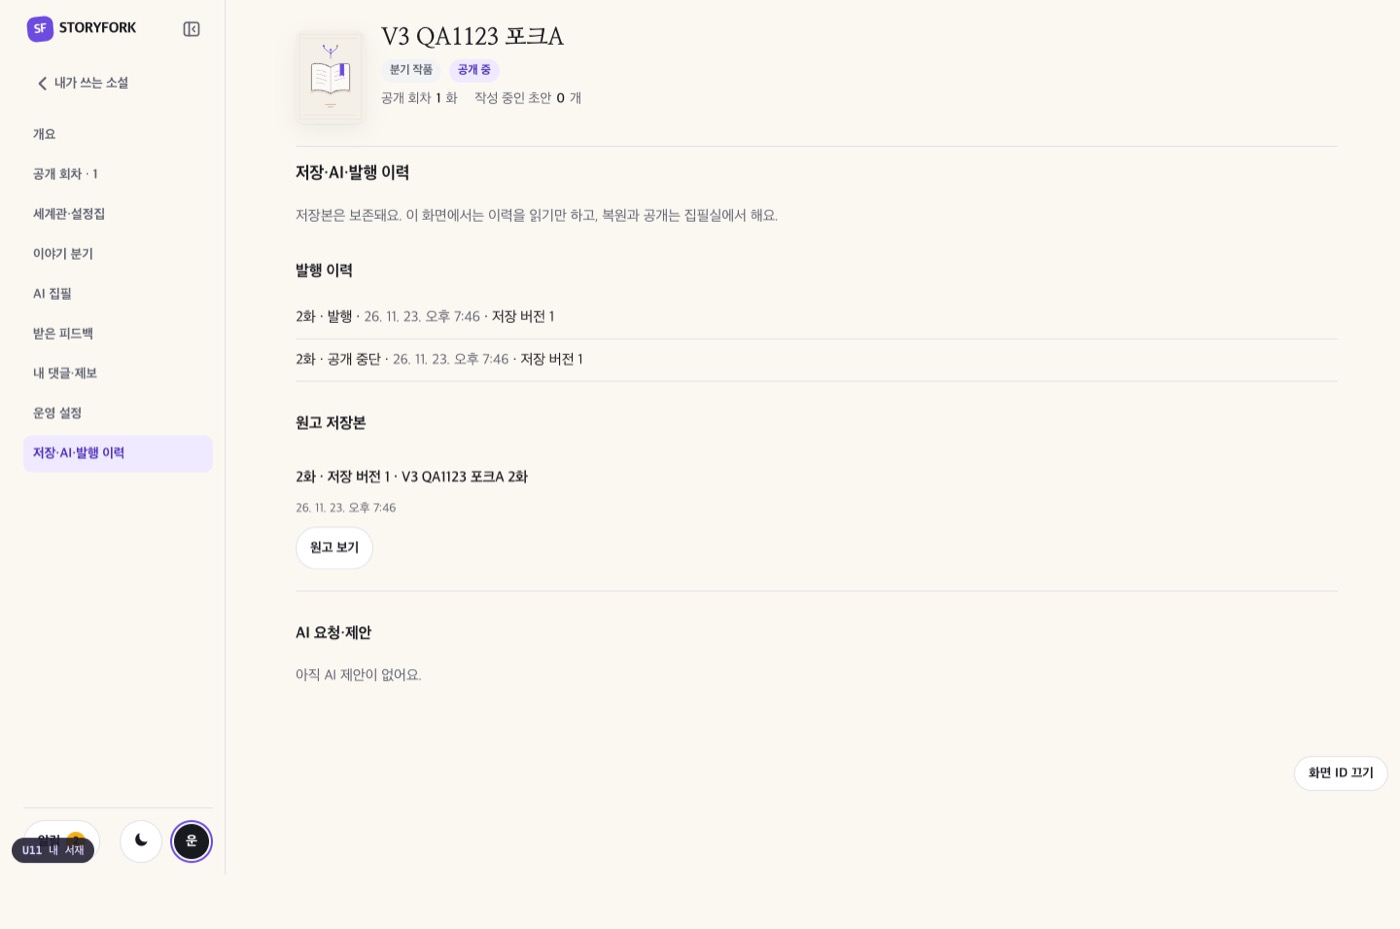 SF STORYFORK
내가 쓰는 소설
개요
공개 회차 · 1
세계관·설정집
이야기 분기
AI 집필
받은 피드백
내 댓글·제보
운영 설정
저장·AI·발행 이력
운
U11 내 서재
V3 QA1123 포크A
분기 작품 공개 중
공개 회차 1 화 작성 중인 초안 0 개
저장·AI·발행 이력
저장본은 보존돼요. 이 화면에서는 이력을 읽기만 하고, 복원과 공개는 집필실에서 해요.
발행 이력
2화 · 발행 · 26. 11. 23. 오후 7:46 · 저장 버전 1
2화 · 공개 중단 · 26. 11. 23. 오후 7:46 · 저장 버전 1
원고 저장본
2화 · 저장 버전 1 · V3 QA1123 포크A 2화
26. 11. 23. 오후 7:46
원고 보기
AI 요청·제안
아직 AI 제안이 없어요.
화면 ID 끄기